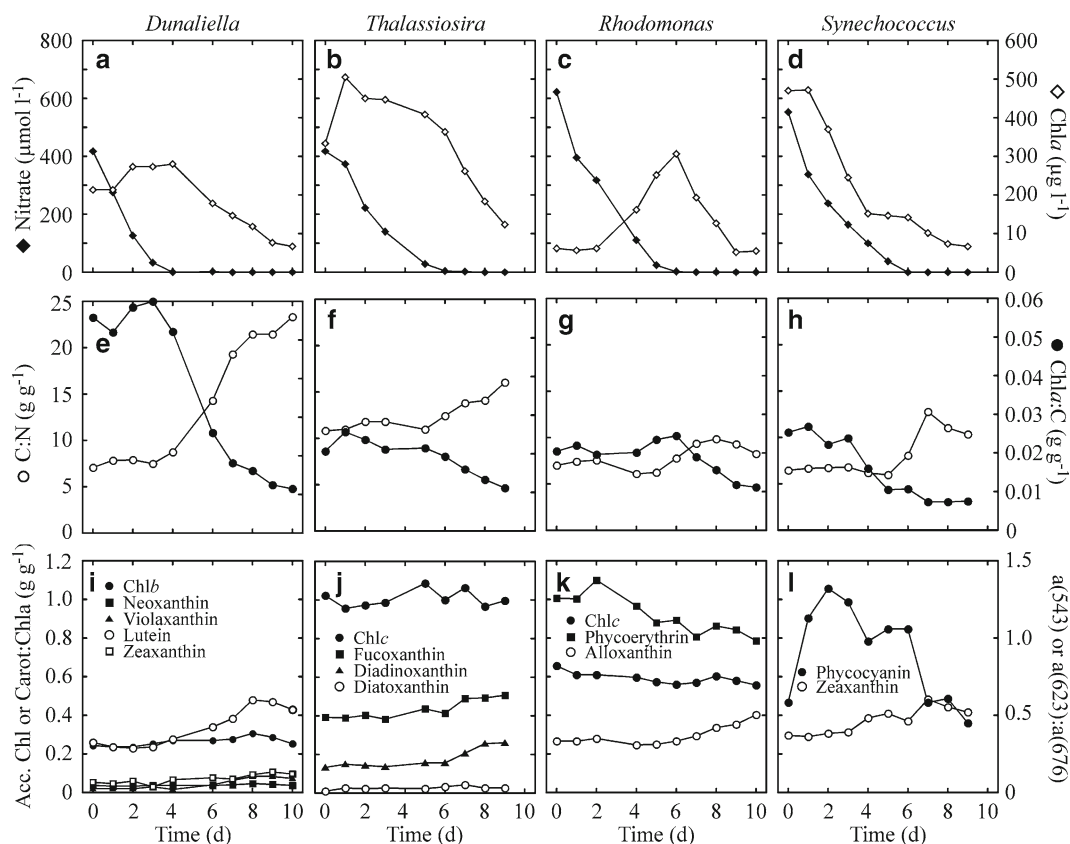 Dunaliella
Thalassiosira
Rhodomonas
Synechococcus
◆ Nitrate (µmol l-1)
800
600
400
200
0
a
b
c
d
600
500
400
300
200
10
0
◇ Chla (µg l-1)
○ C:N (g g-1)
25
20
15
10
5
0
e
f
g
h
0.06
0.05
0.04
0.03
0.02
0.01
0
● Chla:C (g g-1)
Acc. Chl or Carot:Chla (g g-1)
1.2
1.0
0.8
0.6
0.4
0.2
0
i
Chlb
Neoxanthin
Violaxanthin
Lutein
Zeaxanthin
j
Chlc
Fucoxanthin
Diadinoxanthin
Diatoxanthin
k
Chlc
Phycoerythrin
Alloxanthin
l
Phycocyanin
Zeaxanthin
1.5
1.0
0.5
0
a(543) or a(623):a(676)
0 2 4 6 8 10
0 2 4 6 8 10
0 2 4 6 8 10
0 2 4 6 8 10
Time (d)
Time (d)
Time (d)
Time (d)